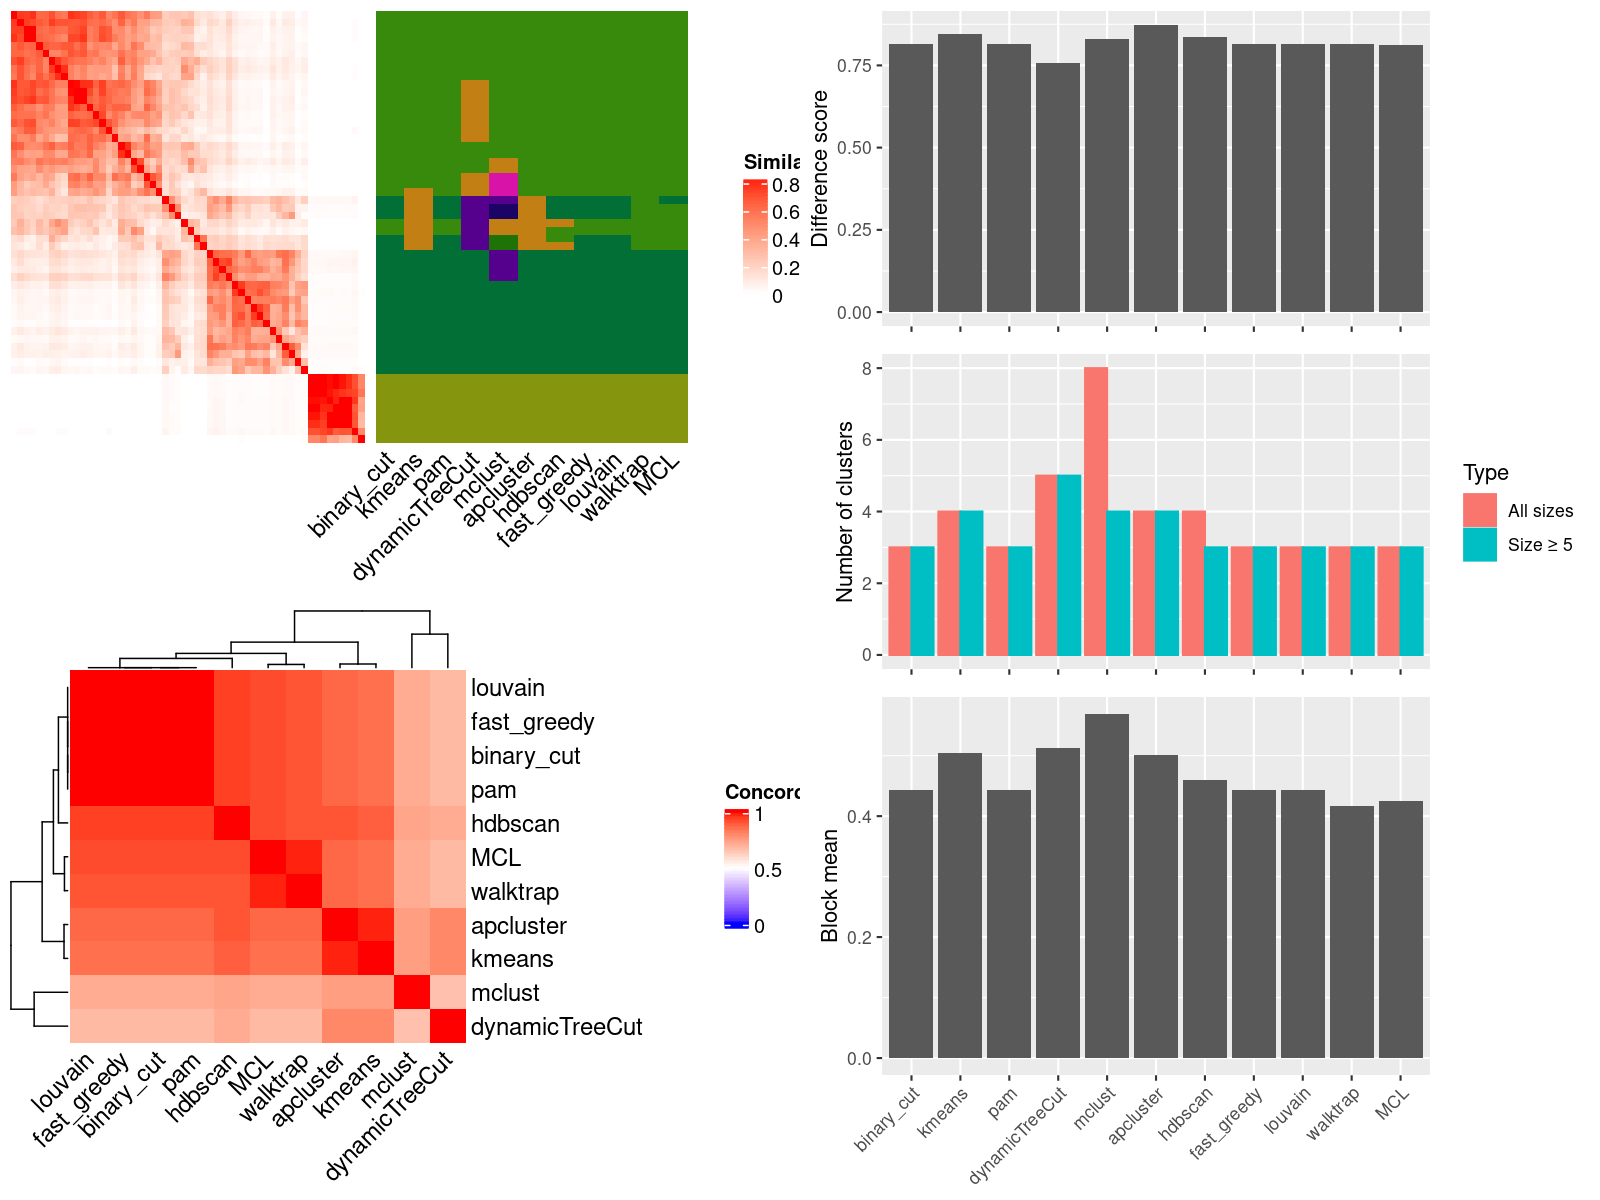 Simila
0.8
0.6
0.4
0.2
0
binary_cut
kmeans
pam
dynamicTreeCut
mclust
apcluster
hdbscan
fast_greedy
louvain
walktrap
MCL
Difference score
0.75
0.50
0.25
0.00
Number of clusters
8
6
4
2
0
Type
All sizes
Size ≥ 5
louvain
fast_greedy
binary_cut
pam
hdbscan
MCL
walktrap
apcluster
kmeans
mclust
dynamicTreeCut
louvain
fast_greedy
binary_cut
pam
hdbscan
MCL
walktrap
apcluster
kmeans
mclust
dynamicTreeCut
Concord
1
0.5
0
Block mean
0.4
0.2
0.0
binary_cut
kmeans
pam
dynamicTreeCut
mclust
apcluster
hdbscan
fast_greedy
louvain
walktrap
MCL